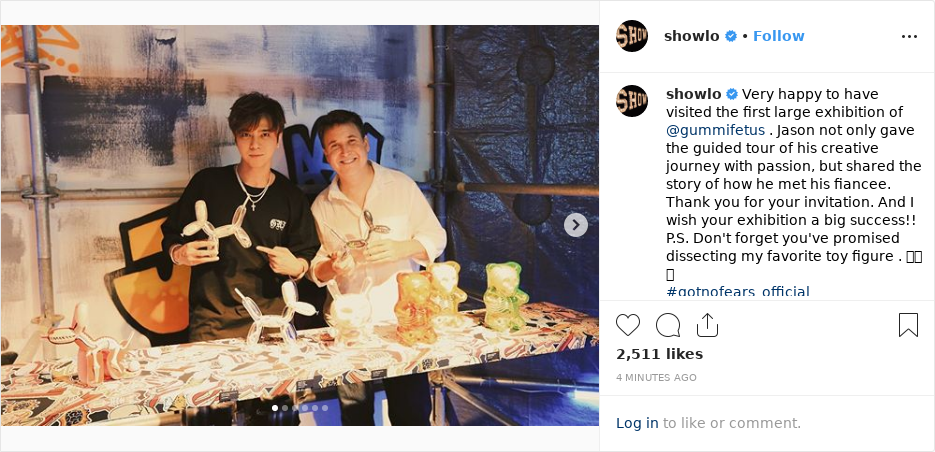 showlo • Follow
showlo Very happy to have
visited the first large exhibition of
@gummifetus . Jason not only gave
the guided tour of his creative
journey with passion, but shared the
story of how he met his fiancee.
Thank you for your invitation. And I
wish your exhibition a big success!!
P.S. Don't forget you've promised
dissecting my favorite toy figure .
#gotnofears_official
2,511 likes
4 MINUTES AGO
Log in to like or comment.